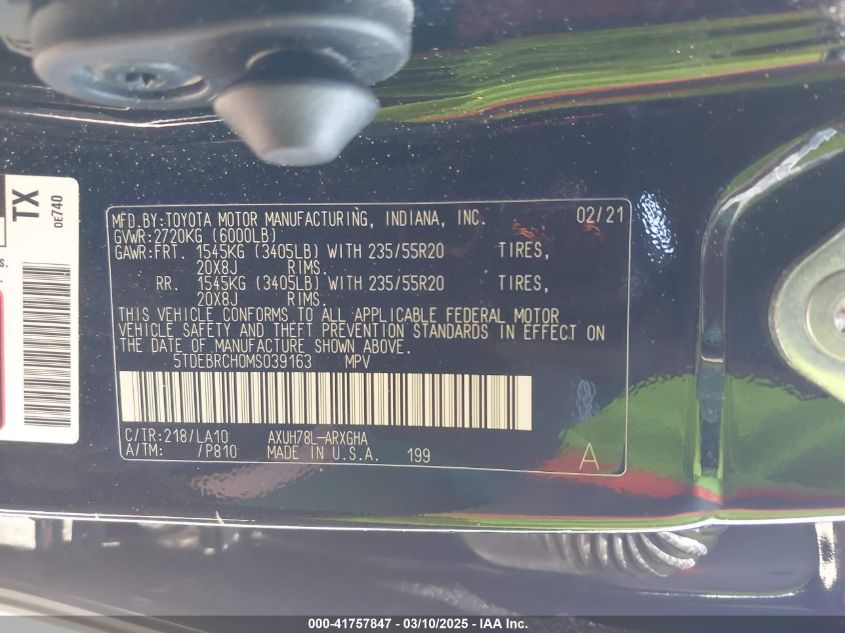 TX
0E740
s.
MFD.BY:TOYOTA MOTOR MANUFACTURING, INDIANA, INC. 02/21
GVWR:2720KG (6000LB)
GAWR:FRT. 1545KG (3405LB) WITH 235/55R20 TIRES,
20X8J RIMS.
RR. 1545KG (3405LB) WITH 235/55R20 TIRES,
20X8J RIMS.
THIS VEHICLE CONFORMS TO ALL APPLICABLE FEDERAL MOTOR
VEHICLE SAFETY AND THEFT PREVENTION STANDARDS IN EFFECT ON
THE DATE OF MANUFACTURE SHOWN ABOVE.
5TDEBRCH0MS039163 MPV
C/TR:218/LA10 AXUH78L-ARXGHA
A/TM: /P810 MADE IN U.S.A. 199
A
000-41757847 - 03/10/2025 - IAA Inc.